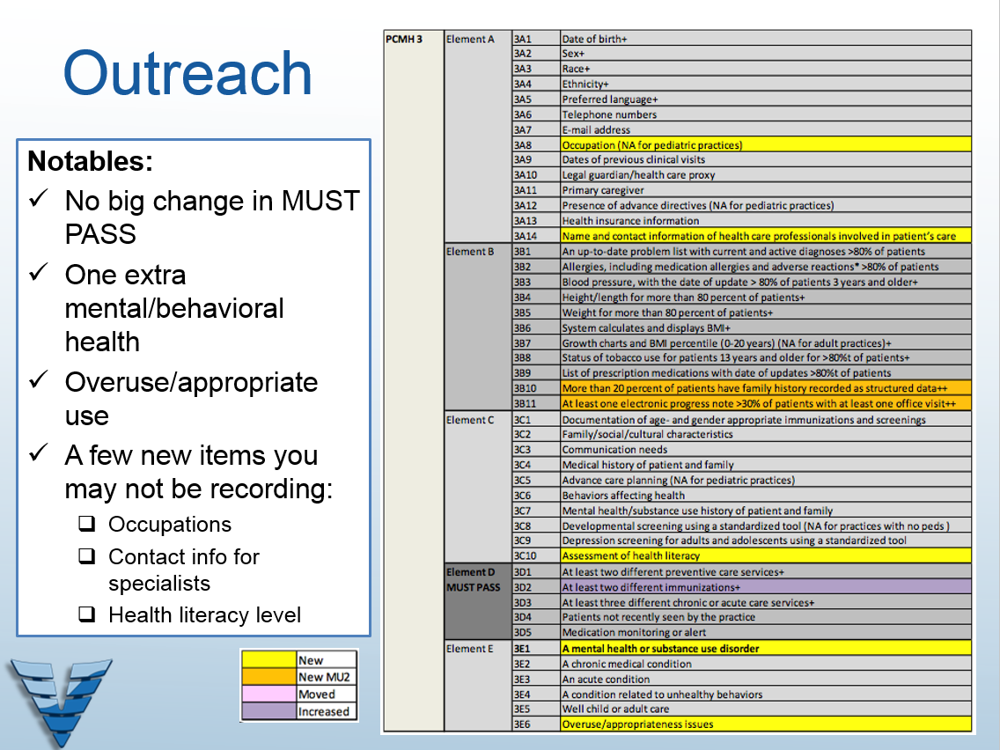 Outreach
Notables:
✓ No big change in MUST
PASS
✓ One extra
mental/behavioral
health
✓ Overuse/appropriate
use
✓ A few new items you
may not be recording:
❑ Occupations
❑ Contact info for
specialists
❑ Health literacy level
New
New MU2
Moved
Increased
PCMH 3 Element A 3A1 Date of birth+
3A2 Sex+
3A3 Race+
3A4 Ethnicity+
3A5 Preferred language+
3A6 Telephone numbers
3A7 E-mail address
3A8 Occupation (NA for pediatric practices)
3A9 Dates of previous clinical visits
3A10 Legal guardian/health care proxy
3A11 Primary caregiver
3A12 Presence of advance directives (NA for pediatric practices)
3A13 Health insurance information
3A14 Name and contact information of health care professionals involved in patient's care
Element B 3B1 An up-to-date problem list with current and active diagnoses >80% of patients
3B2 Allergies, including medication allergies and adverse reactions* >80% of patients
3B3 Blood pressure, with the date of update > 80% of patients 3 years and older+
3B4 Height/length for more than 80 percent of patients+
3B5 Weight for more than 80 percent of patients+
3B6 System calculates and displays BMI+
3B7 Growth charts and BMI percentile (0-20 years) (NA for adult practices)+
3B8 Status of tobacco use for patients 13 years and older for >80%t of patients+
3B9 List of prescription medications with date of updates >80%t of patients
3B10 More than 20 percent of patients have family history recorded as structured data++
3B11 At least one electronic progress note >30% of patients with at least one office visit++
Element C 3C1 Documentation of age- and gender appropriate immunizations and screenings
3C2 Family/social/cultural characteristics
3C3 Communication needs
3C4 Medical history of patient and family
3C5 Advance care planning (NA for pediatric practices)
3C6 Behaviors affecting health
3C7 Mental health/substance use history of patient and family
3C8 Developmental screening using a standardized tool (NA for practices with no peds )
3C9 Depression screening for adults and adolescents using a standardized tool
3C10 Assessment of health literacy
Element D 3D1 At least two different preventive care services+
MUST PASS 3D2 At least two different immunizations+
3D3 At least three different chronic or acute care services+
3D4 Patients not recently seen by the practice
3D5 Medication monitoring or alert
Element E 3E1 A mental health or substance use disorder
3E2 A chronic medical condition
3E3 An acute condition
3E4 A condition related to unhealthy behaviors
3E5 Well child or adult care
3E6 Overuse/appropriateness issues